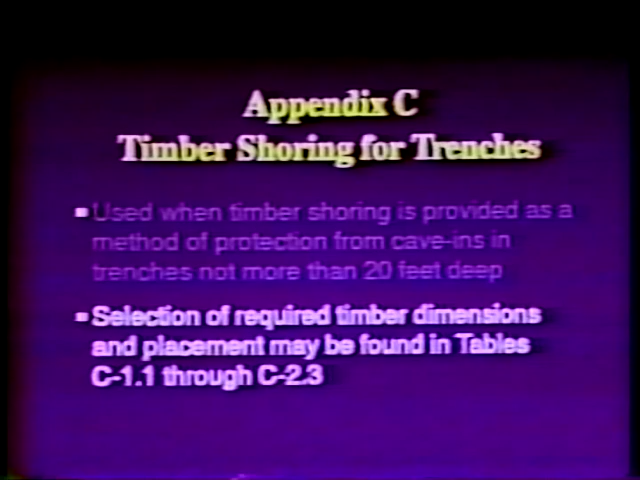 Appendix C
Timber Shoring for Trenches
Used when timber shoring is provided as a
method of protection from cave-ins in
trenches not more than 20 feet deep
Selection of required timber dimensions
and placement may be found in Tables
C-1.1 through C-2.3